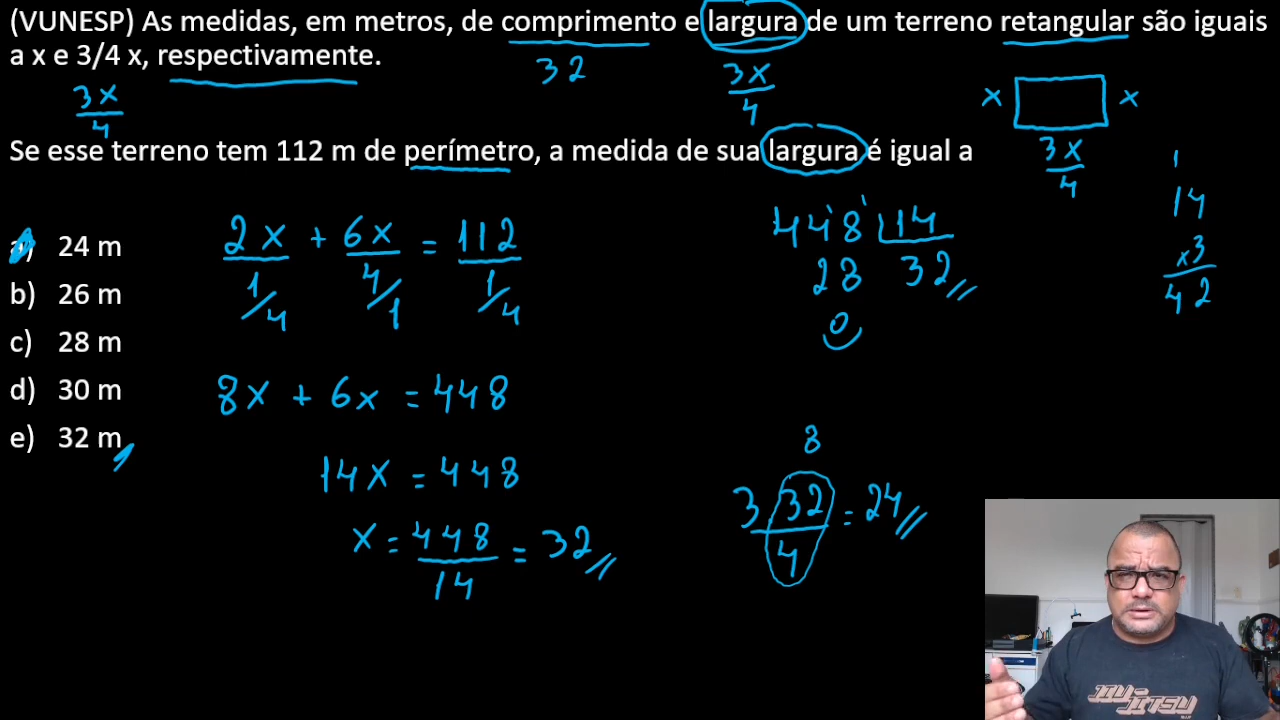 (VUNESP) As medidas, em metros, de comprimento e largura de um terreno retangular são iguais
a x e 3/4 x, respectivamente.
32
3x/4
3x/4
x
x
3x/4
Se esse terreno tem 112 m de perímetro, a medida de sua largura é igual a
a) 24 m
b) 26 m
c) 28 m
d) 30 m
e) 32 m
2x/1/4 + 6x/4/1 = 112/1/4
8x + 6x = 448
14x = 448
x = 448/14 = 32//
448 14
28 32//
0
1
14
x3
42
8
3 32/4 = 24//
JIU-
JITSU